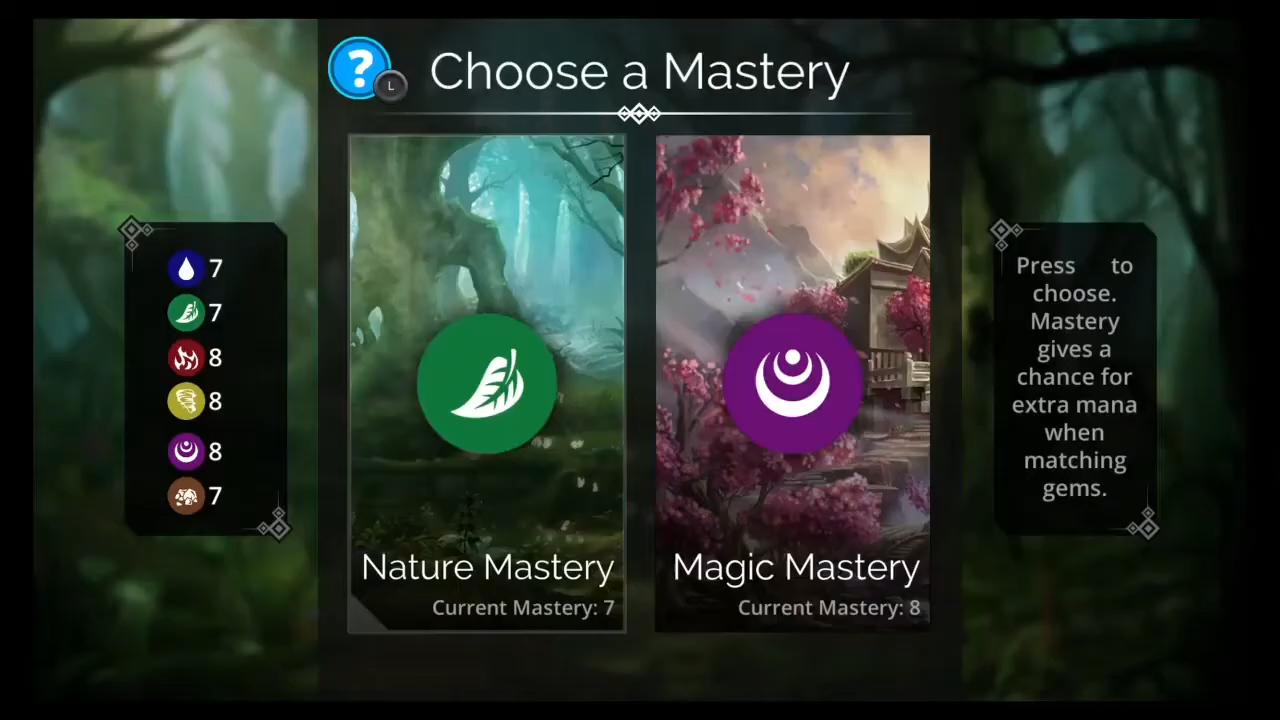 ?
L
Choose a Mastery
7
7
8
8
8
7
Nature Mastery
Current Mastery: 7
Magic Mastery
Current Mastery: 8
Press to
choose.
Mastery
gives a
chance for
extra mana
when
matching
gems.